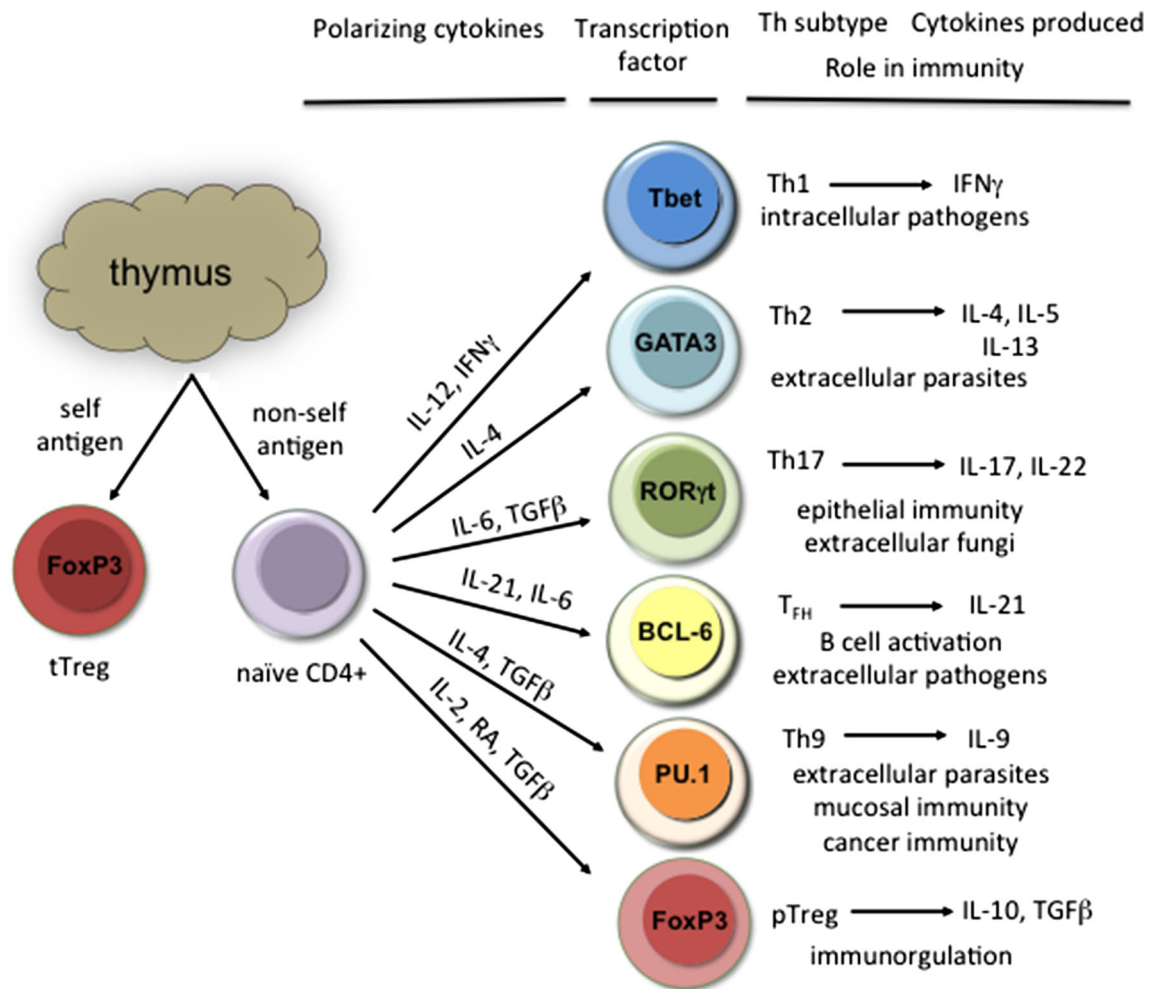 Polarizing cytokines
Transcription
factor
Th subtype Cytokines produced
Role in immunity
thymus
self
antigen
non-self
antigen
FoxP3
tTreg
naïve CD4+
IL-12, IFNγ
IL-4
IL-6, TGFβ
IL-21, IL-6
IL-4, TGFβ
IL-2, RA, TGFβ
Tbet
Th1 IFNγ
intracellular pathogens
GATA3
Th2 IL-4, IL-5
IL-13
extracellular parasites
RORγt
Th17 IL-17, IL-22
epithelial immunity
extracellular fungi
BCL-6
TFH IL-21
B cell activation
extracellular pathogens
PU.1
Th9 IL-9
extracellular parasites
mucosal immunity
cancer immunity
FoxP3
pTreg IL-10, TGFβ
immunorgulation